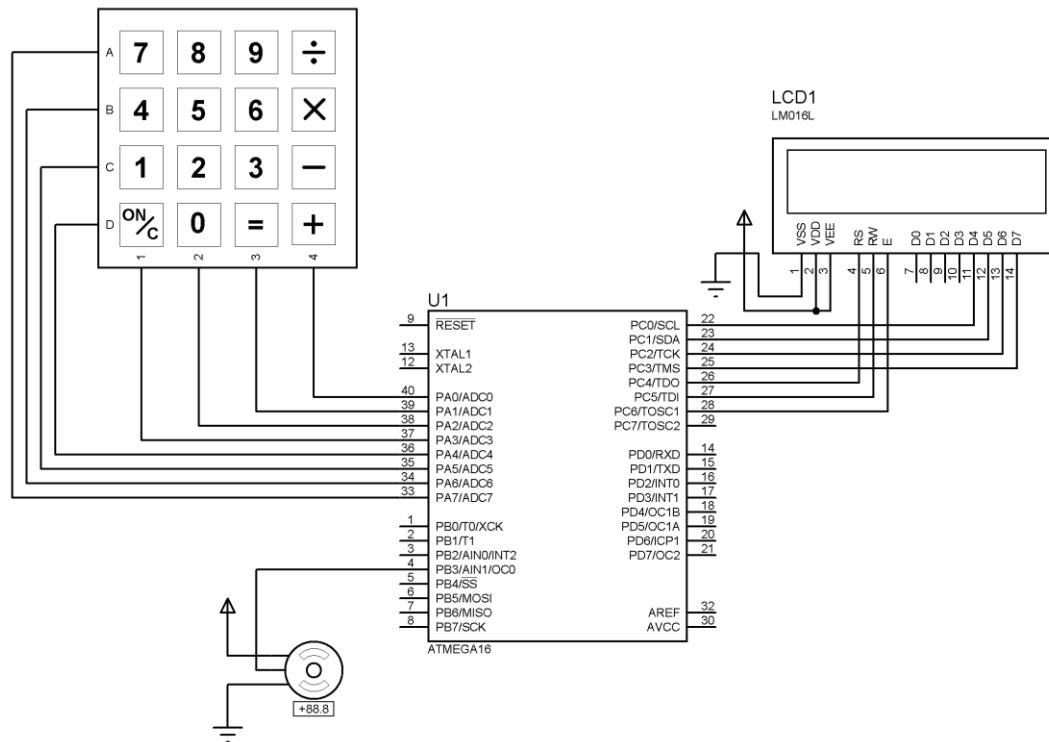 A 7 8 9 ÷
B 4 5 6 ×
C 1 2 3 −
D ON/C 0 = +
1 2 3 4
LCD1
LM016L
VSS VDD VEE RS RW E D0 D1 D2 D3 D4 D5 D6 D7
1 2 3 4 5 6 7 8 9 10 11 12 13 14
U1
9 RESET PC0/SCL 22
PC1/SDA 23
13 XTAL1 PC2/TCK 24
12 XTAL2 PC3/TMS 25
PC4/TDO 26
40 PA0/ADC0 PC5/TDI 27
39 PA1/ADC1 PC6/TOSC1 28
38 PA2/ADC2 PC7/TOSC2 29
37 PA3/ADC3
36 PA4/ADC4 PD0/RXD 14
35 PA5/ADC5 PD1/TXD 15
34 PA6/ADC6 PD2/INT0 16
33 PA7/ADC7 PD3/INT1 17
PD4/OC1B 18
1 PB0/T0/XCK PD5/OC1A 19
2 PB1/T1 PD6/ICP1 20
3 PB2/AIN0/INT2 PD7/OC2 21
4 PB3/AIN1/OC0
5 PB4/SS
6 PB5/MOSI
7 PB6/MISO AREF 32
8 PB7/SCK AVCC 30
ATMEGA16
+88.8